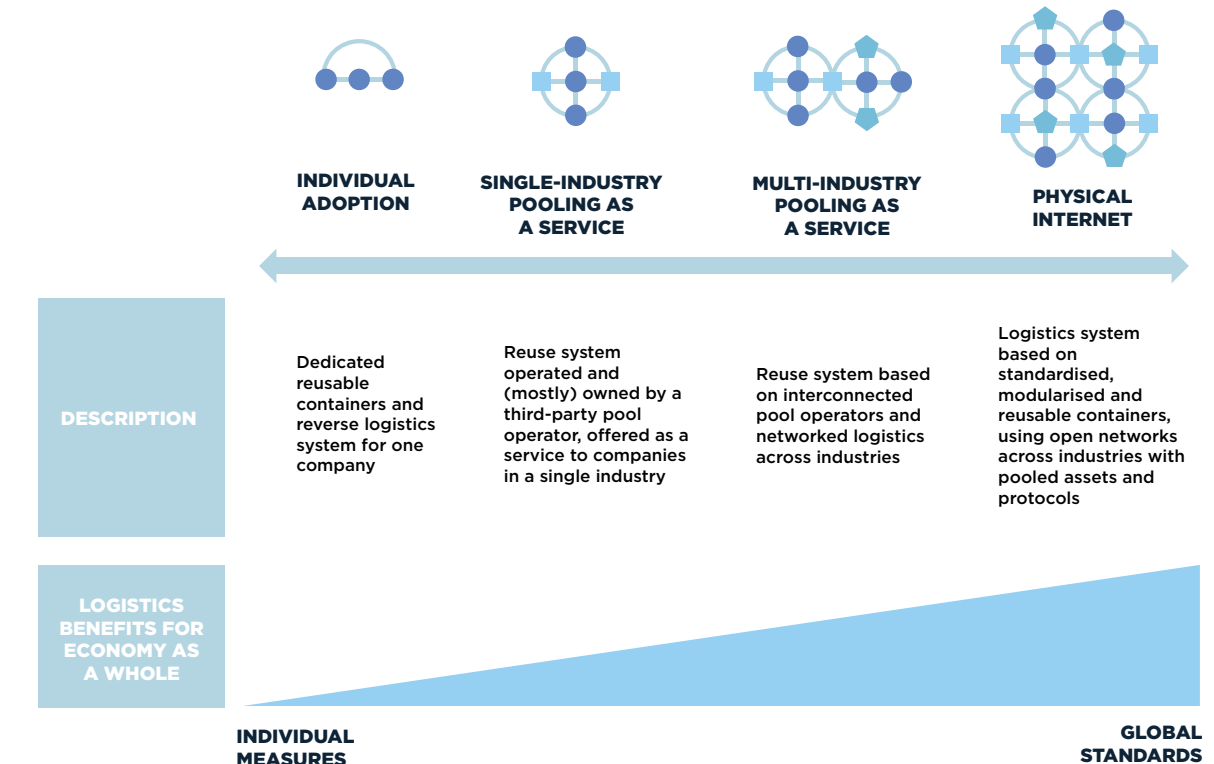 INDIVIDUAL
ADOPTION
SINGLE-INDUSTRY
POOLING AS
A SERVICE
MULTI-INDUSTRY
POOLING AS
A SERVICE
PHYSICAL
INTERNET
DESCRIPTION
Dedicated
reusable
containers and
reverse logistics
system for one
company
Reuse system
operated and
(mostly) owned by a
third-party pool
operator, offered as a
service to companies
in a single industry
Reuse system based
on interconnected
pool operators and
networked logistics
across industries
Logistics system
based on
standardised,
modularised and
reusable containers,
using open networks
across industries with
pooled assets and
protocols
LOGISTICS
BENEFITS FOR
ECONOMY AS
A WHOLE
INDIVIDUAL
MEASURES
GLOBAL
STANDARDS